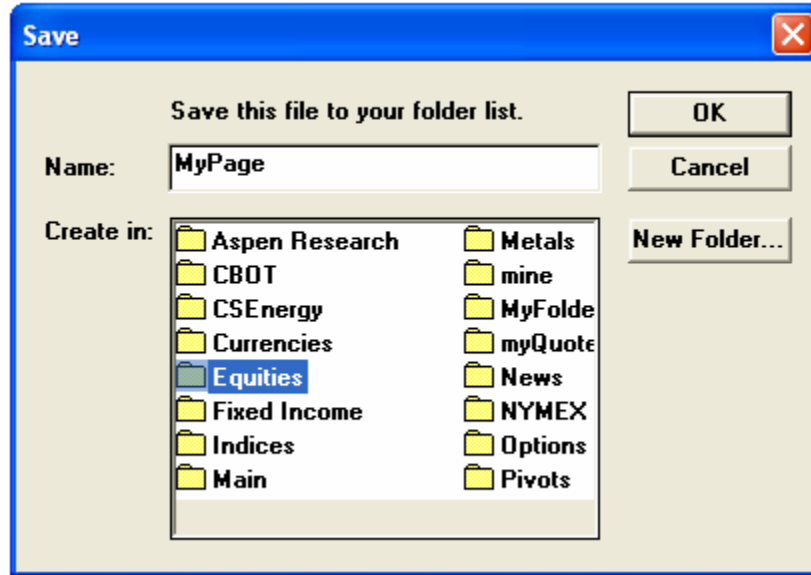 Save
Save this file to your folder list.
OK
Name:
MyPage
Cancel
Create in:
Aspen Research
CBOT
CSEnergy
Currencies
Equities
Fixed Income
Indices
Main
Metals
mine
MyFolde
myQuote
News
NYMEX
Options
Pivots
New Folder...